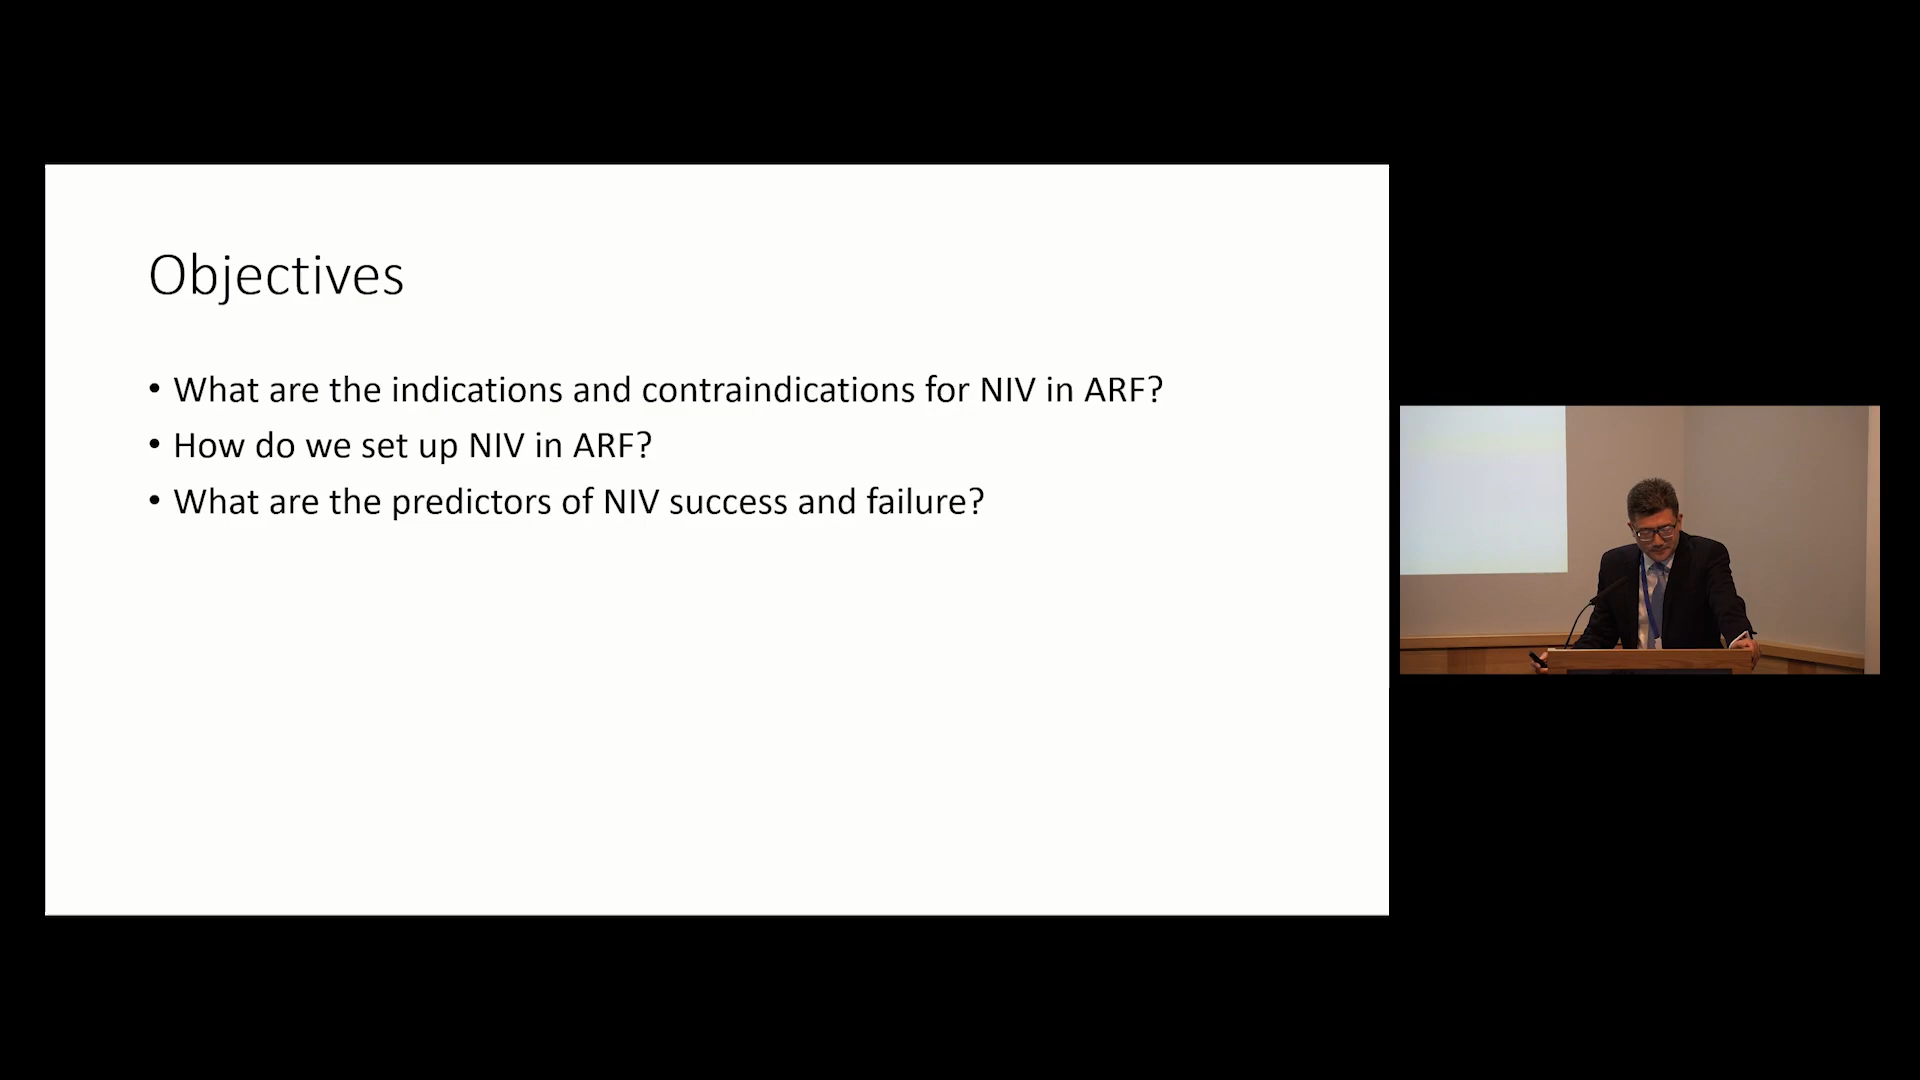 Objectives
• What are the indications and contraindications for NIV in ARF?
• How do we set up NIV in ARF?
• What are the predictors of NIV success and failure?